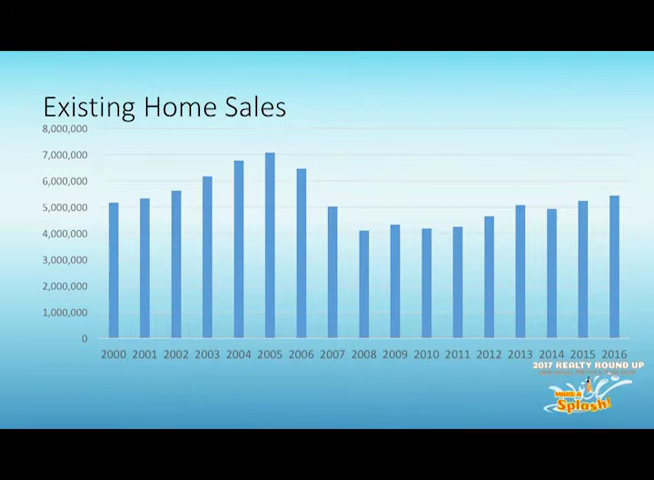 Existing Home Sales
8,000,000
7,000,000
6,000,000
5,000,000
4,000,000
3,000,000
2,000,000
1,000,000
0
2000 2001 2002 2003 2004 2005 2006 2007 2008 2009 2010 2011 2012 2013 2014 2015 2016
2017 REALTY ROUND UP
MAKE A
Splash!